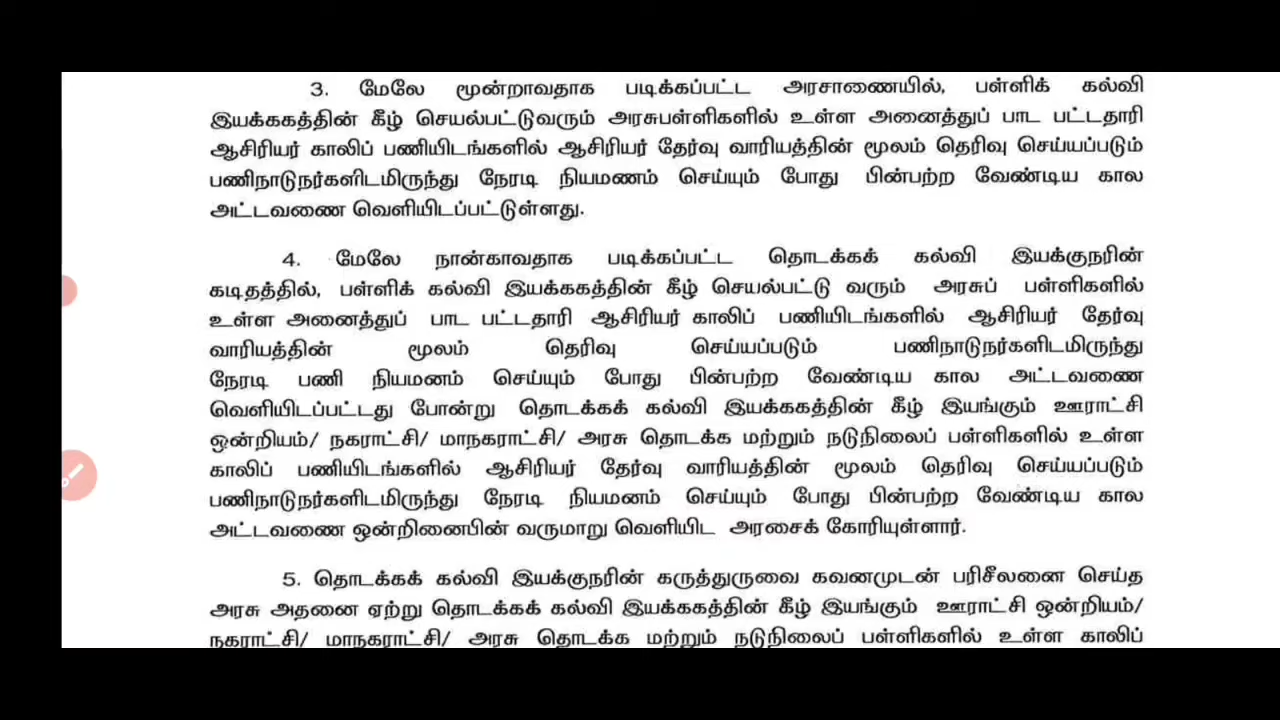 3. மேலே மூன்றாவதாக படிக்கப்பட்ட அரசாணையில், பள்ளிக் கல்வி
இயக்ககத்தின் கீழ் செயல்பட்டுவரும் அரசுபள்ளிகளில் உள்ள அனைத்துப் பாட பட்டதாரி
ஆசிரியர் காலிப் பணியிடங்களில் ஆசிரியர் தேர்வு வாரியத்தின் மூலம் தெரிவு செய்யப்படும்
பணிநாடுநர்களிடமிருந்து நேரடி நியமணம் செய்யும் போது பின்பற்ற வேண்டிய கால
அட்டவணை வெளியிடப்பட்டுள்ளது.
4. மேலே நான்காவதாக படிக்கப்பட்ட தொடக்கக் கல்வி இயக்குநரின்
கடிதத்தில், பள்ளிக் கல்வி இயக்ககத்தின் கீழ் செயல்பட்டு வரும் அரசுப் பள்ளிகளில்
உள்ள அனைத்துப் பாட பட்டதாரி ஆசிரியர் காலிப் பணியிடங்களில் ஆசிரியர் தேர்வு
வாரியத்தின் மூலம் தெரிவு செய்யப்படும் பணிநாடுநர்களிடமிருந்து
நேரடி பணி நியமனம் செய்யும் போது பின்பற்ற வேண்டிய கால அட்டவணை
வெளியிடப்பட்டது போன்று தொடக்கக் கல்வி இயக்ககத்தின் கீழ் இயங்கும் ஊராட்சி
ஒன்றியம்/ நகராட்சி/ மாநகராட்சி/ அரசு தொடக்க மற்றும் நடுநிலைப் பள்ளிகளில் உள்ள
காலிப் பணியிடங்களில் ஆசிரியர் தேர்வு வாரியத்தின் மூலம் தெரிவு செய்யப்படும்
பணிநாடுநர்களிடமிருந்து நேரடி நியமனம் செய்யும் போது பின்பற்ற வேண்டிய கால
அட்டவணை ஒன்றினைபின் வருமாறு வெளியிட அரசைக் கோரியுள்ளார்.
5. தொடக்கக் கல்வி இயக்குநரின் கருத்துருவை கவனமுடன் பரிசீலனை செய்த
அரசு அதனை ஏற்று தொடக்கக் கல்வி இயக்ககத்தின் கீழ் இயங்கும் ஊராட்சி ஒன்றியம்/
நகராட்சி/ மாநகராட்சி/ அரசு தொடக்க மற்றும் நடுநிலைப் பள்ளிகளில் உள்ள காலிப்